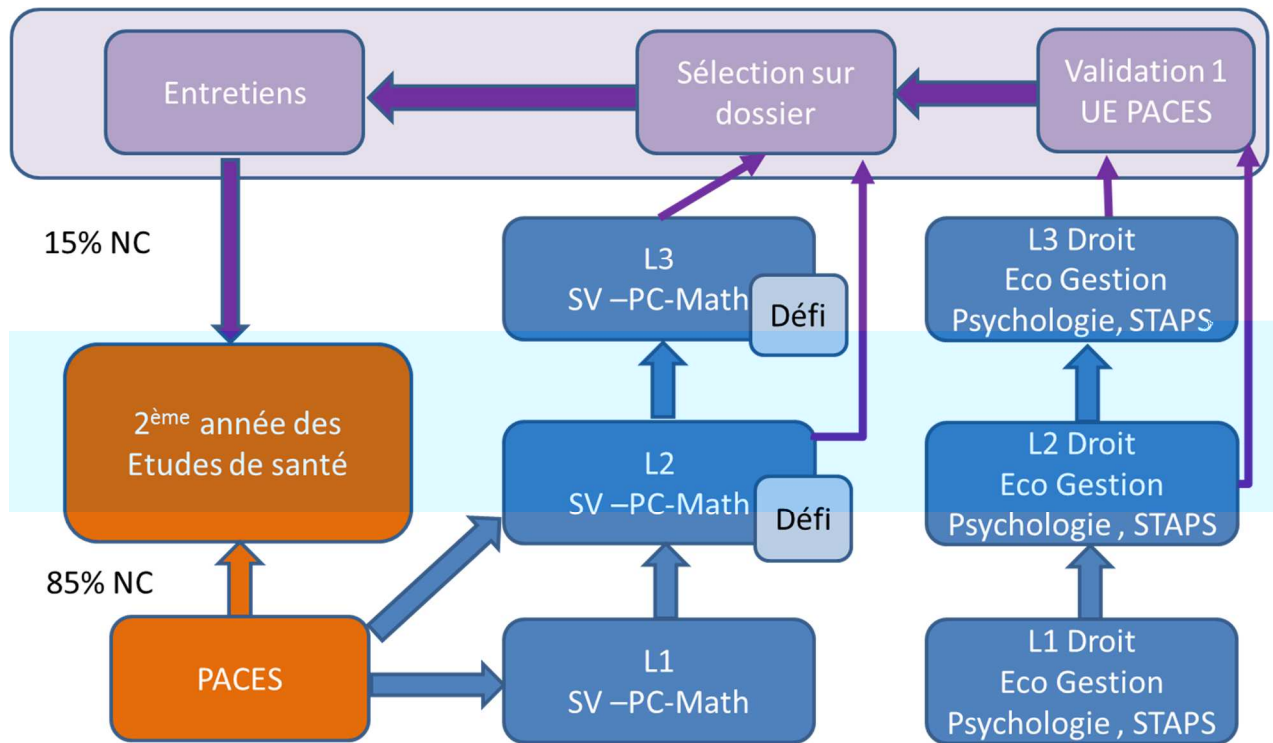 Entretiens
Sélection sur
dossier
Validation 1
UE PACES
15% NC
L3
SV –PC-Math
Défi
L3 Droit
Eco Gestion
Psychologie, STAPS
2ème année des
Etudes de santé
L2
SV –PC-Math
Défi
L2 Droit
Eco Gestion
Psychologie , STAPS
85% NC
PACES
L1
SV –PC-Math
L1 Droit
Eco Gestion
Psychologie , STAPS